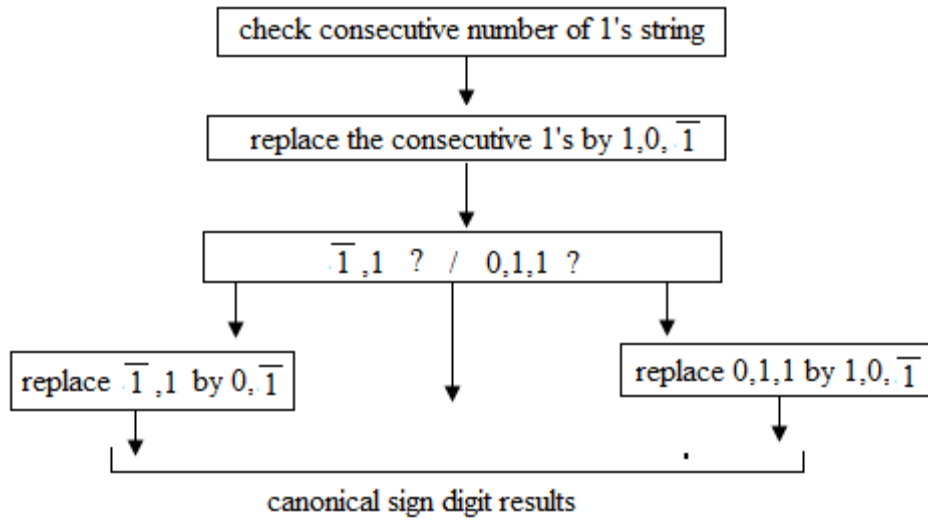 check consecutive number of 1's string
replace the consecutive 1's by 1,0, 1̅
1̅ ,1 ? / 0,1,1 ?
replace 1̅ ,1 by 0, 1̅
replace 0,1,1 by 1,0, 1̅
canonical sign digit results